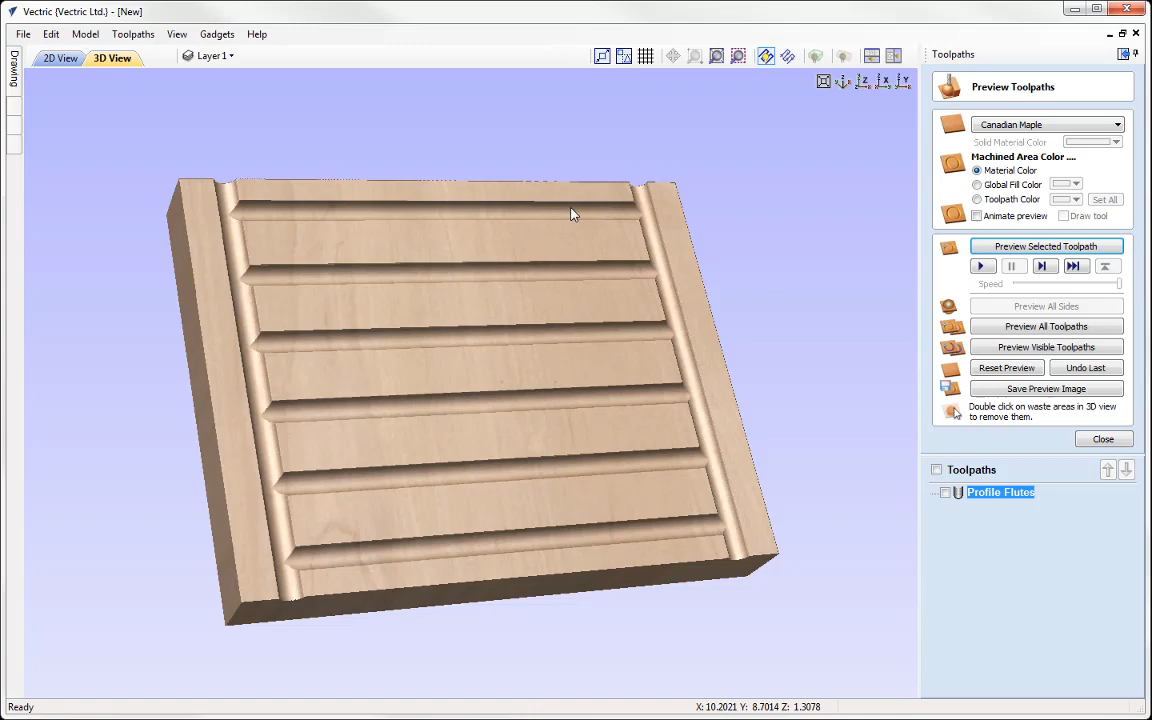 Vectric {Vectric Ltd.} - [New]
File Edit Model Toolpaths View Gadgets Help
Drawing
2D View 3D View Layer 1
Z X Y
Toolpaths
Preview Toolpaths
Canadian Maple
Solid Material Color
Machined Area Color ....
Material Color
Global Fill Color
Toolpath Color Set All
Animate preview Draw tool
Preview Selected Toolpath
Speed
Preview All Sides
Preview All Toolpaths
Preview Visible Toolpaths
Reset Preview Undo Last
Save Preview Image
Double click on waste areas in 3D view
to remove them.
Close
Toolpaths
Profile Flutes
Ready X: 10.2021 Y: 8.7014 Z: 1.3078